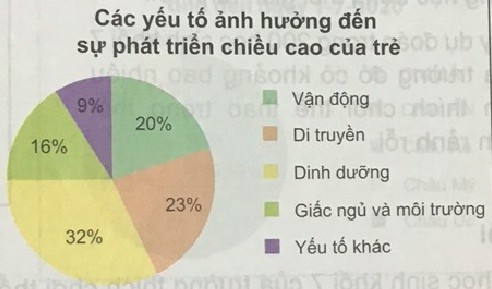 Các yếu tố ảnh hưởng đến
sự phát triển chiều cao của trẻ
9%
20%
16%
23%
32%
Vận động
Di truyền
Dinh dưỡng
Giấc ngủ và môi trường
Yếu tố khác